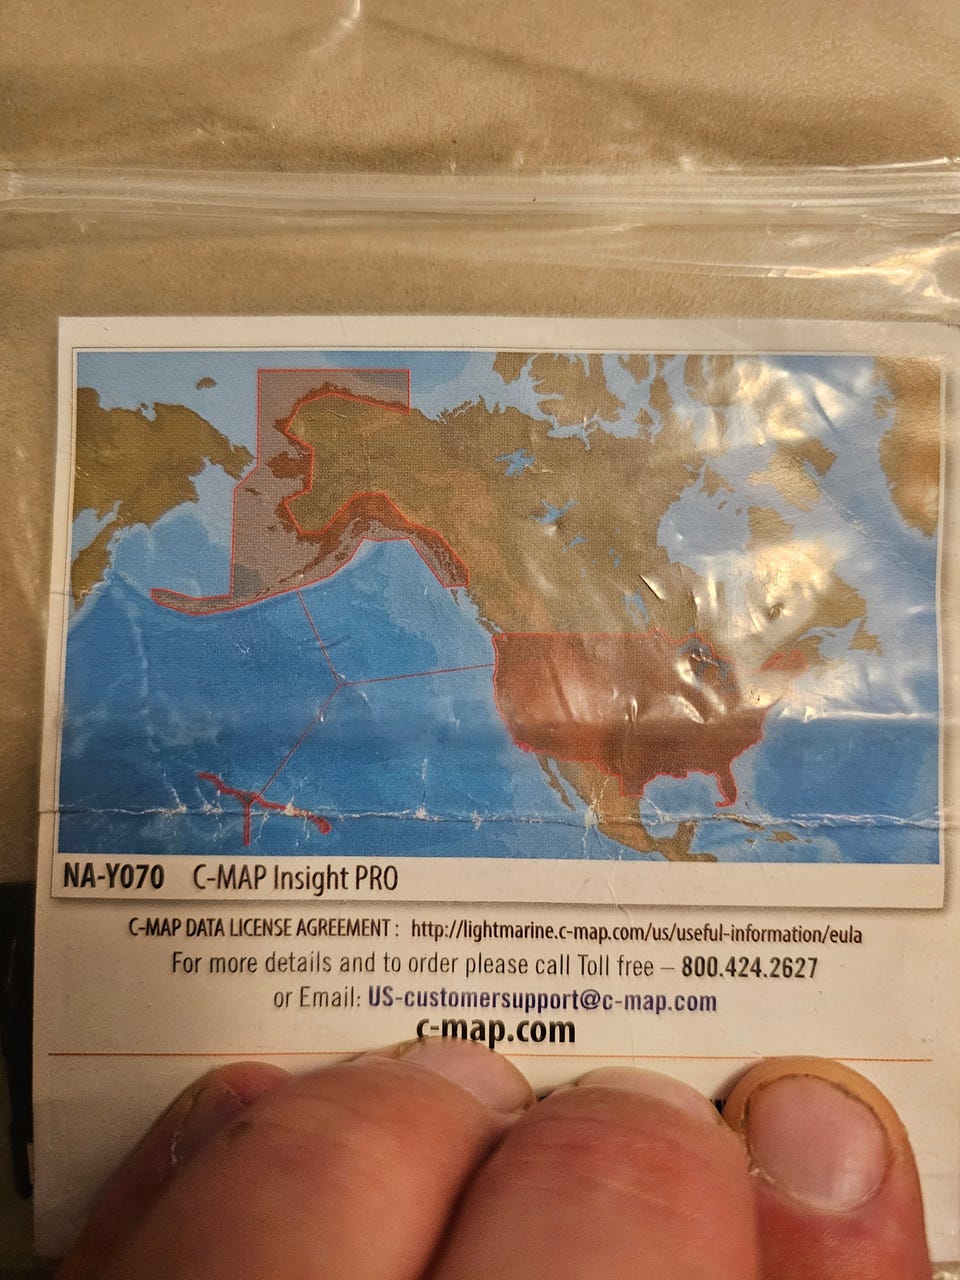 NA-Y070 C-MAP Insight PRO
C-MAP DATA LICENSE AGREEMENT : http://lightmarine.c-map.com/us/useful-information/eula
For more details and to order please call Toll free – 800.424.2627
or Email: US-customersupport@c-map.com
c-map.com